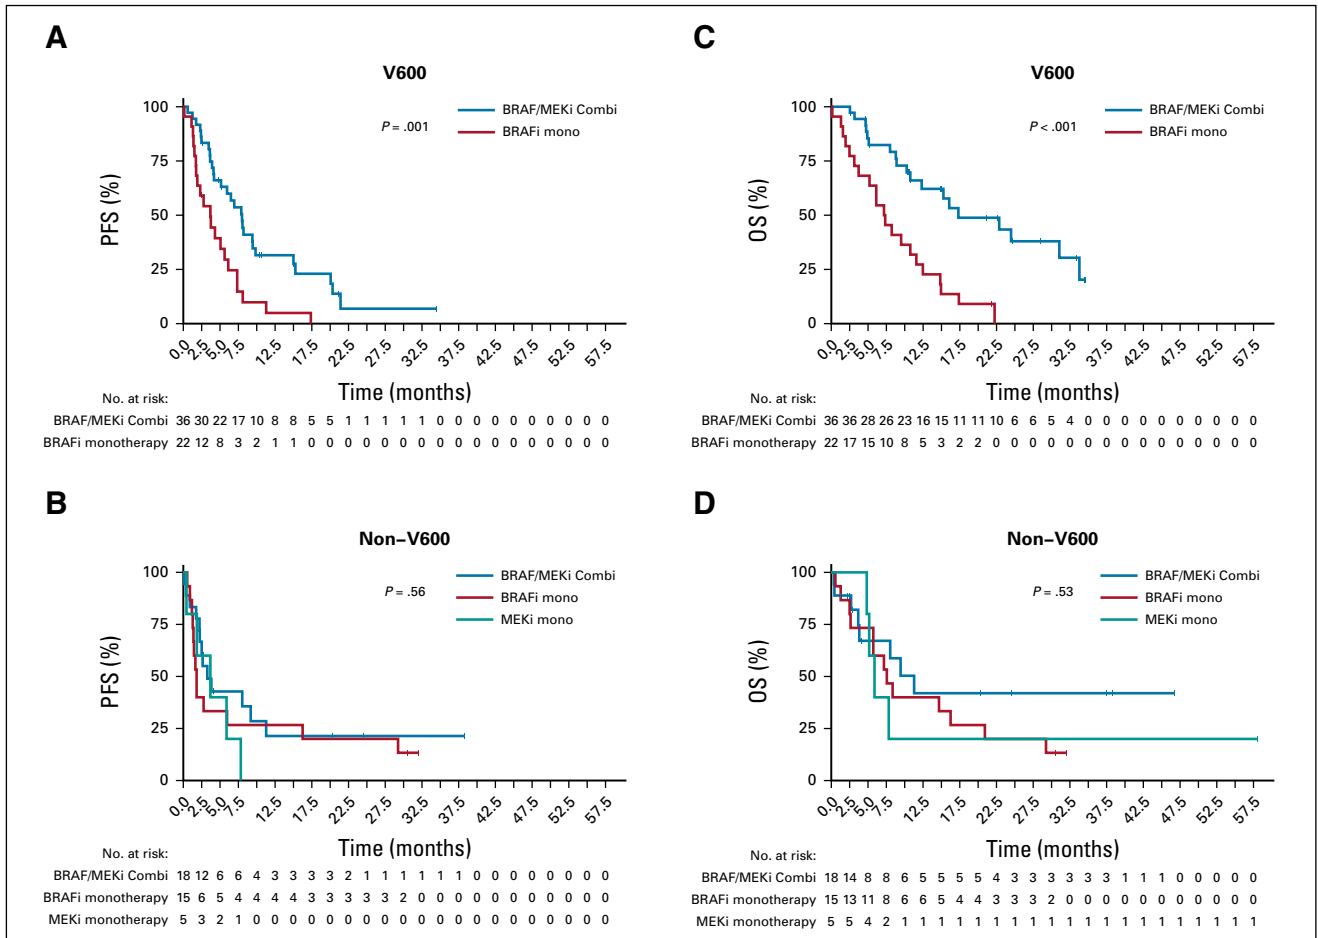 A
V600
100
75
50
25
0
PFS (%)
P = .001
BRAF/MEKi Combi
BRAFi mono
0.0 2.5 5.0 7.5 12.5 17.5 22.5 27.5 32.5 37.5 42.5 47.5 52.5 57.5
Time (months)
No. at risk:
BRAF/MEKi Combi 36 30 22 17 10 8 8 5 5 1 1 1 1 1 0 0 0 0 0 0 0 0 0 0
BRAFi monotherapy 22 12 8 3 2 1 1 0 0 0 0 0 0 0 0 0 0 0 0 0 0 0 0 0
C
V600
100
75
50
25
0
OS (%)
P < .001
BRAF/MEKi Combi
BRAFi mono
0.0 2.5 5.0 7.5 12.5 17.5 22.5 27.5 32.5 37.5 42.5 47.5 52.5 57.5
Time (months)
No. at risk:
BRAF/MEKi Combi 36 36 28 26 23 16 15 11 11 10 6 6 5 4 0 0 0 0 0 0 0 0 0 0
BRAFi monotherapy 22 17 15 10 8 5 3 2 2 0 0 0 0 0 0 0 0 0 0 0 0 0 0 0
B
Non–V600
100
75
50
25
0
PFS (%)
P = .56
BRAF/MEKi Combi
BRAFi mono
MEKi mono
0.0 2.5 5.0 7.5 12.5 17.5 22.5 27.5 32.5 37.5 42.5 47.5 52.5 57.5
Time (months)
No. at risk:
BRAF/MEKi Combi 18 12 6 6 4 3 3 3 3 2 1 1 1 1 1 1 0 0 0 0 0 0 0 0
BRAFi monotherapy 15 6 5 4 4 4 4 3 3 3 3 3 2 0 0 0 0 0 0 0 0 0 0 0
MEKi monotherapy 5 3 2 1 0 0 0 0 0 0 0 0 0 0 0 0 0 0 0 0 0 0 0 0
D
Non–V600
100
75
50
25
0
OS (%)
P = .53
BRAF/MEKi Combi
BRAFi mono
MEKi mono
0.0 2.5 5.0 7.5 12.5 17.5 22.5 27.5 32.5 37.5 42.5 47.5 52.5 57.5
Time (months)
No. at risk:
BRAF/MEKi Combi 18 14 8 8 6 5 5 5 5 4 3 3 3 3 3 3 1 1 1 0 0 0 0 0
BRAFi monotherapy 15 13 11 8 6 6 5 4 4 3 3 3 2 0 0 0 0 0 0 0 0 0 0 0
MEKi monotherapy 5 5 4 2 1 1 1 1 1 1 1 1 1 1 1 1 1 1 1 1 1 1 1 1